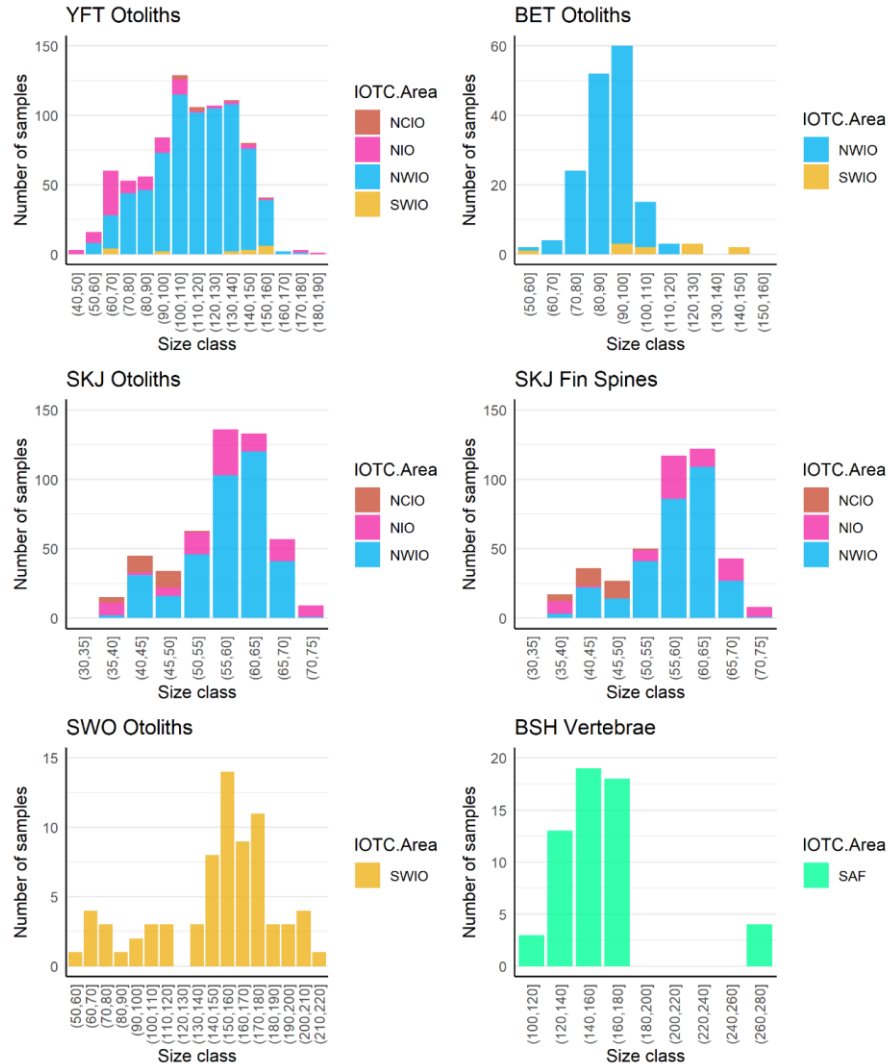 YFT Otoliths
Number of samples
150
100
50
0
(40,50]
(50,60]
(60,70]
(70,80]
(80,90]
(90,100]
(100,110]
(110,120]
(120,130]
(130,140]
(140,150]
(150,160]
(160,170]
(170,180]
(180,190]
Size class
IOTC.Area
NCIO
NIO
NWIO
SWIO
BET Otoliths
Number of samples
60
40
20
0
(50,60]
(60,70]
(70,80]
(80,90]
(90,100]
(100,110]
(110,120]
(120,130]
(130,140]
(140,150]
(150,160]
Size class
IOTC.Area
NWIO
SWIO
SKJ Otoliths
Number of samples
150
100
50
0
(30,35]
(35,40]
(40,45]
(45,50]
(50,55]
(55,60]
(60,65]
(65,70]
(70,75]
Size class
IOTC.Area
NCIO
NIO
NWIO
SKJ Fin Spines
Number of samples
150
100
50
0
(30,35]
(35,40]
(40,45]
(45,50]
(50,55]
(55,60]
(60,65]
(65,70]
(70,75]
Size class
IOTC.Area
NCIO
NIO
NWIO
SWO Otoliths
Number of samples
15
10
5
0
(50,60]
(60,70]
(70,80]
(80,90]
(90,100]
(100,110]
(110,120]
(120,130]
(130,140]
(140,150]
(150,160]
(160,170]
(170,180]
(180,190]
(190,200]
(200,210]
(210,220]
Size class
IOTC.Area
SWIO
BSH Vertebrae
Number of samples
20
15
10
5
0
(100,120]
(120,140]
(140,160]
(160,180]
(180,200]
(200,220]
(220,240]
(240,260]
(260,280]
Size class
IOTC.Area
SAF